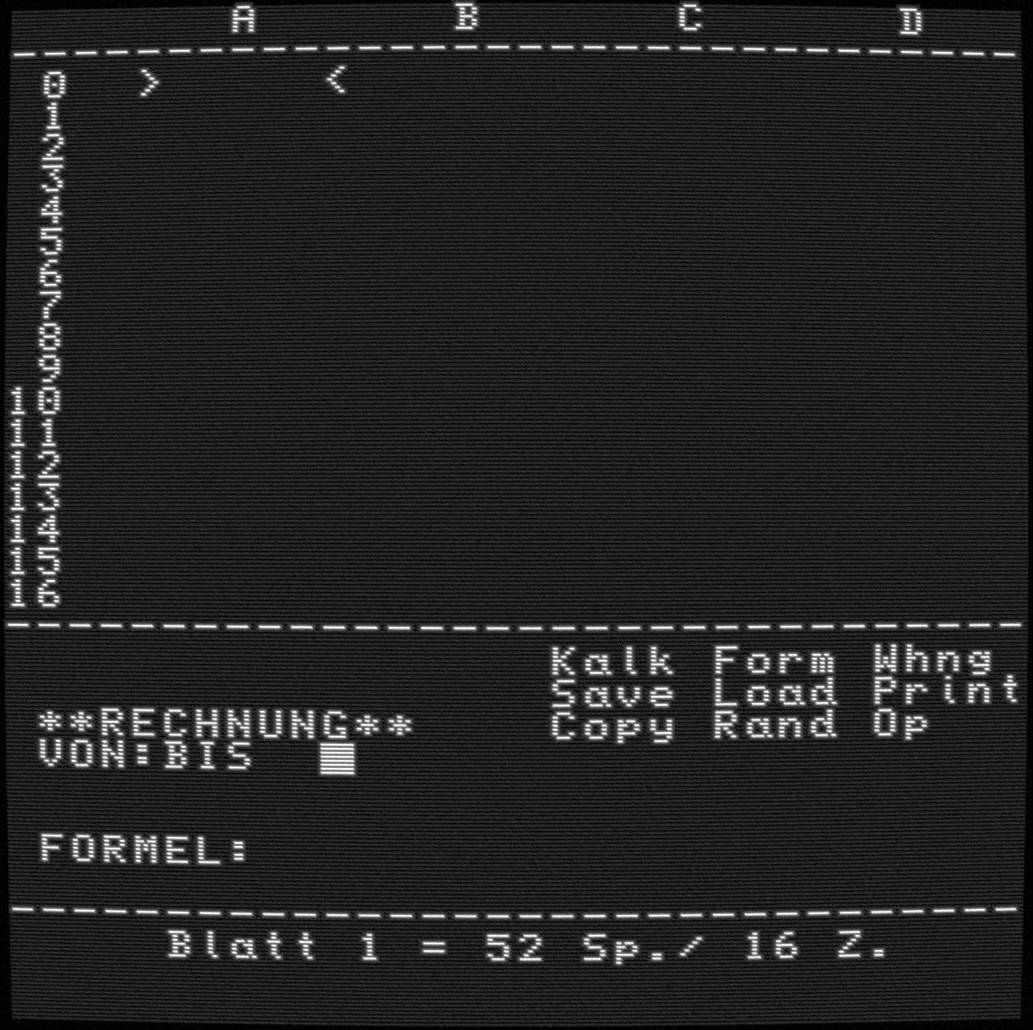 A B C D
0 > <
1
2
3
4
5
6
7
8
9
10
11
12
13
14
15
16
Kalk Form Whng
Save Load Print
**RECHNUNG** Copy Rand Op
VON:BIS
FORMEL:
Blatt 1 = 52 Sp./ 16 Z.